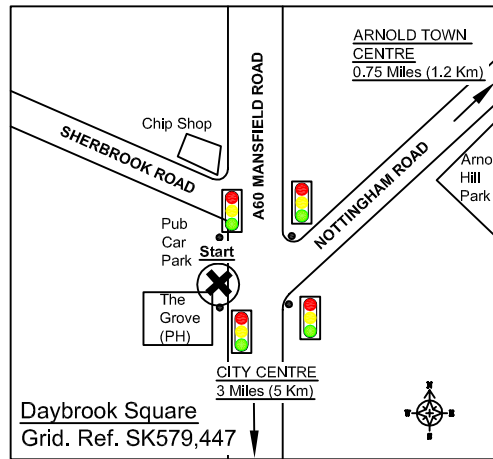 ARNOLD TOWN
CENTRE
0.75 Miles (1.2 Km)
Chip Shop
SHERBROOK ROAD
A60 MANSFIELD ROAD
NOTTINGHAM ROAD
Arno
Hill
Park
Pub
Car
Park
Start
The
Grove
(PH)
CITY CENTRE
3 Miles (5 Km)
Daybrook Square
Grid. Ref. SK579,447
N
E
S